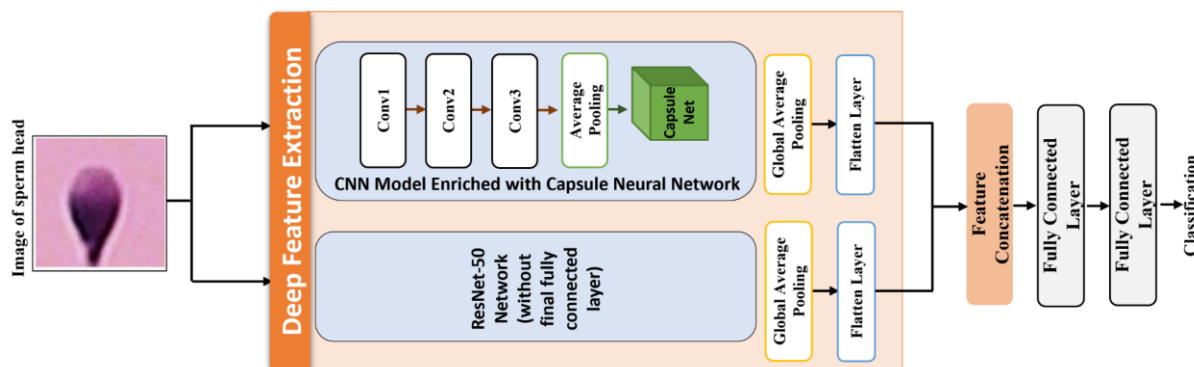 Image of sperm head
Deep Feature Extraction
Conv1
Conv2
Conv3
Average
Pooling
Capsule
Net
CNN Model Enriched with Capsule Neural Network
Global Average
Pooling
Flatten Layer
ResNet-50
Network
(without
final fully
connected
layer)
Global Average
Pooling
Flatten Layer
Feature
Concatenation
Fully Connected
Layer
Fully Connected
Layer
Classification